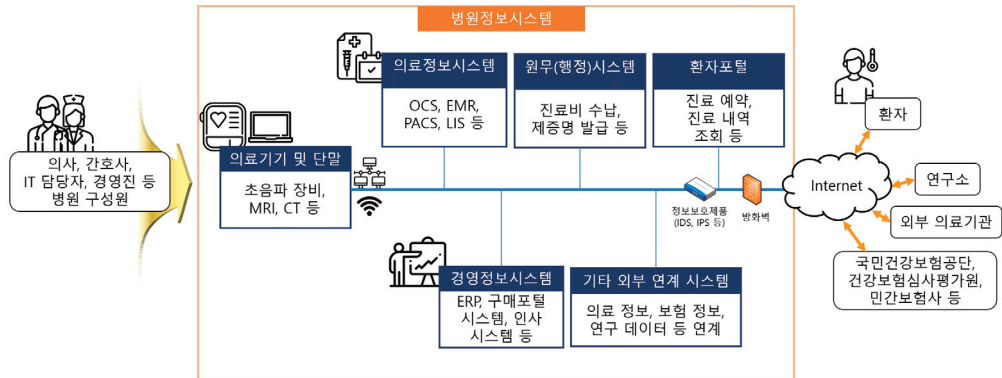 병원정보시스템
의사, 간호사,
IT 담당자, 경영진 등
병원 구성원
의료기기 및 단말
초음파 장비,
MRI, CT 등
의료정보시스템
OCS, EMR,
PACS, LIS 등
원무(행정)시스템
진료비 수납,
제증명 발급 등
환자포털
진료 예약,
진료 내역
조회 등
정보보호제품
(IDS, IPS 등)
방화벽
경영정보시스템
ERP, 구매포털
시스템, 인사
시스템 등
기타 외부 연계 시스템
의료 정보, 보험 정보,
연구 데이터 등 연계
Internet
환자
연구소
외부 의료기관
국민건강보험공단,
건강보험심사평가원,
민간보험사 등